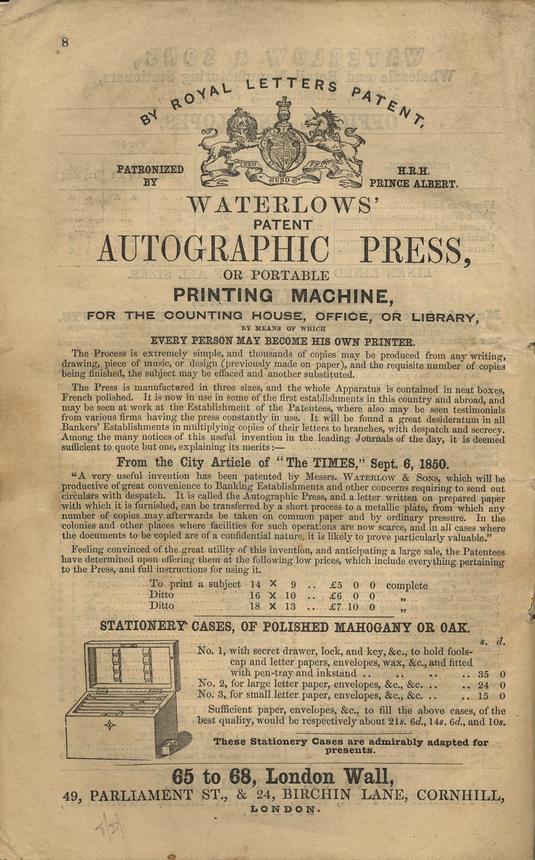 8
BY ROYAL LETTERS PATENT.
PATRONIZED
BY
H.R.H.
PRINCE ALBERT.
WATERLOWS'
PATENT
AUTOGRAPHIC PRESS,
OR PORTABLE
PRINTING MACHINE,
FOR THE COUNTING HOUSE, OFFICE, OR LIBRARY,
BY MEANS OF WHICH
EVERY PERSON MAY BECOME HIS OWN PRINTER.
The Process is extremely simple, and thousands of copies may be produced from any writing,
drawing, piece of music, or design (previously made on paper), and the requisite number of copies
being finished, the subject may be effaced and another substituted.
The Press is manufactured in three sizes, and the whole Apparatus is contained in neat boxes,
French polished. It is now in use in some of the first establishments in this country and abroad, and
may be seen at work at the Establishment of the Patentees, where also may be seen testimonials
from various firms having the press constantly in use. It will be found a great desideratum in all
Bankers' Establishments in multiplying copies of their letters to branches, with despatch and secrecy.
Among the many notices of this useful invention in the leading Journals of the day, it is deemed
sufficient to quote but one, explaining its merits:—
From the City Article of "The TIMES," Sept. 6, 1850.
"A very useful invention has been patented by Messrs. WATERLOW & SONS, which will be
productive of great convenience to Banking Establishments and other concerns requiring to send out
circulars with despatch. It is called the Autographic Press, and a letter written on prepared paper
with which it is furnished, can be transferred by a short process to a metallic plate, from which any
number of copies may afterwards be taken on common paper and by ordinary pressure. In the
colonies and other places where facilities for such operations are now scarce, and in all cases where
the documents to be copied are of a confidential nature, it is likely to prove particularly valuable."
Feeling convinced of the great utility of this invention, and anticipating a large sale, the Patentees
have determined upon offering them at the following low prices, which include everything pertaining
to the Press, and full instructions for using it.
To print a subject 14 × 9 .. £5 0 0 complete
Ditto 16 × 10 .. £6 0 0 „
Ditto 18 × 13 .. £7 10 0 „
STATIONERY CASES, OF POLISHED MAHOGANY OR OAK.
s. d.
No. 1, with secret drawer, lock, and key, &c., to hold fools-
cap and letter papers, envelopes, wax, &c., and fitted
with pen-tray and inkstand .. .. .. .. 35 0
No. 2, for large letter paper, envelopes, &c., &c. .. .. 24 0
No. 3, for small letter paper, envelopes, &c., &c. .. .. 15 0
Sufficient paper, envelopes, &c., to fill the above cases, of the
best quality, would be respectively about 21s. 6d., 14s. 6d., and 10s.
These Stationery Cases are admirably adapted for
presents.
65 to 68, London Wall,
49, PARLIAMENT ST., & 24, BIRCHIN LANE, CORNHILL,
LONDON.